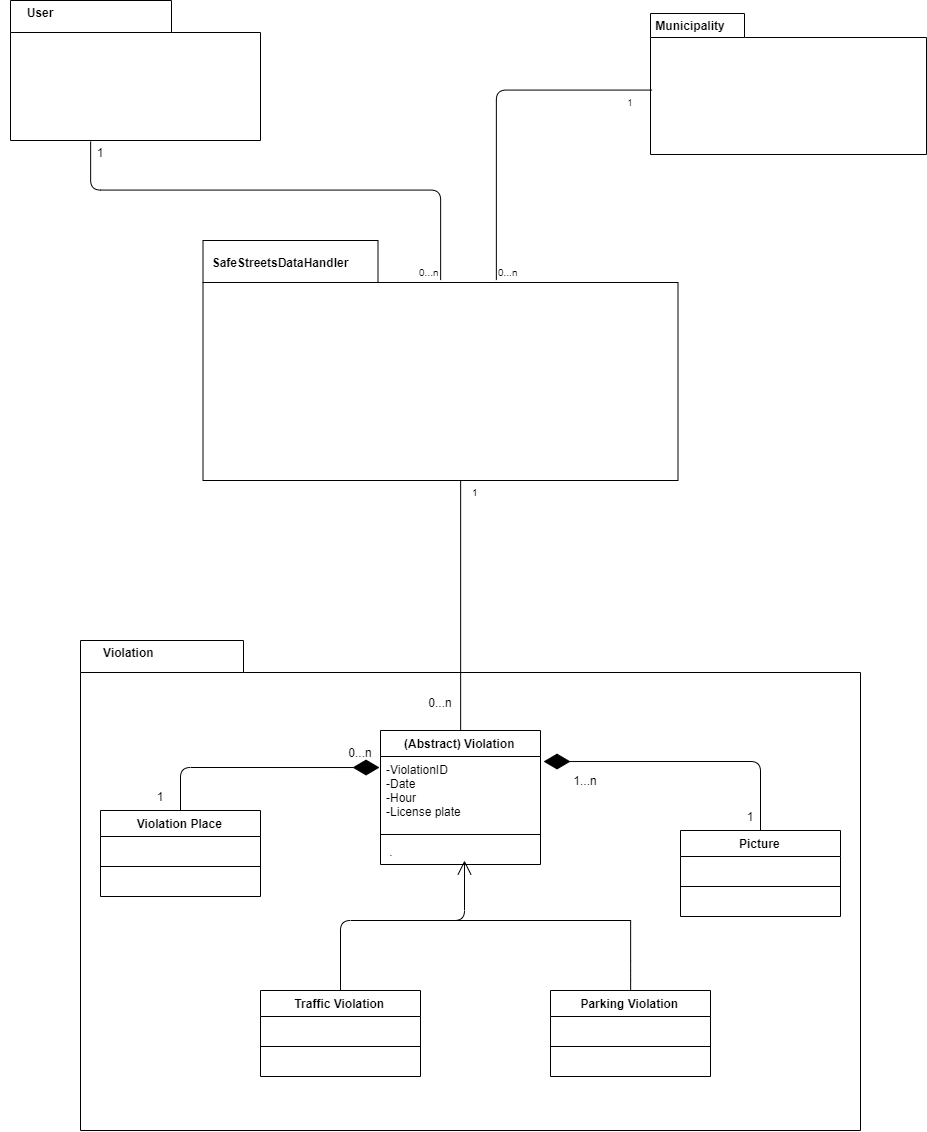 User
Municipality
1
1
SafeStreetsDataHandler
0...n
0...n
1
Violation
0...n
(Abstract) Violation
0...n
-ViolationID
-Date
-Hour
-License plate
.
1...n
1
Violation Place
1
Picture
Traffic Violation
Parking Violation